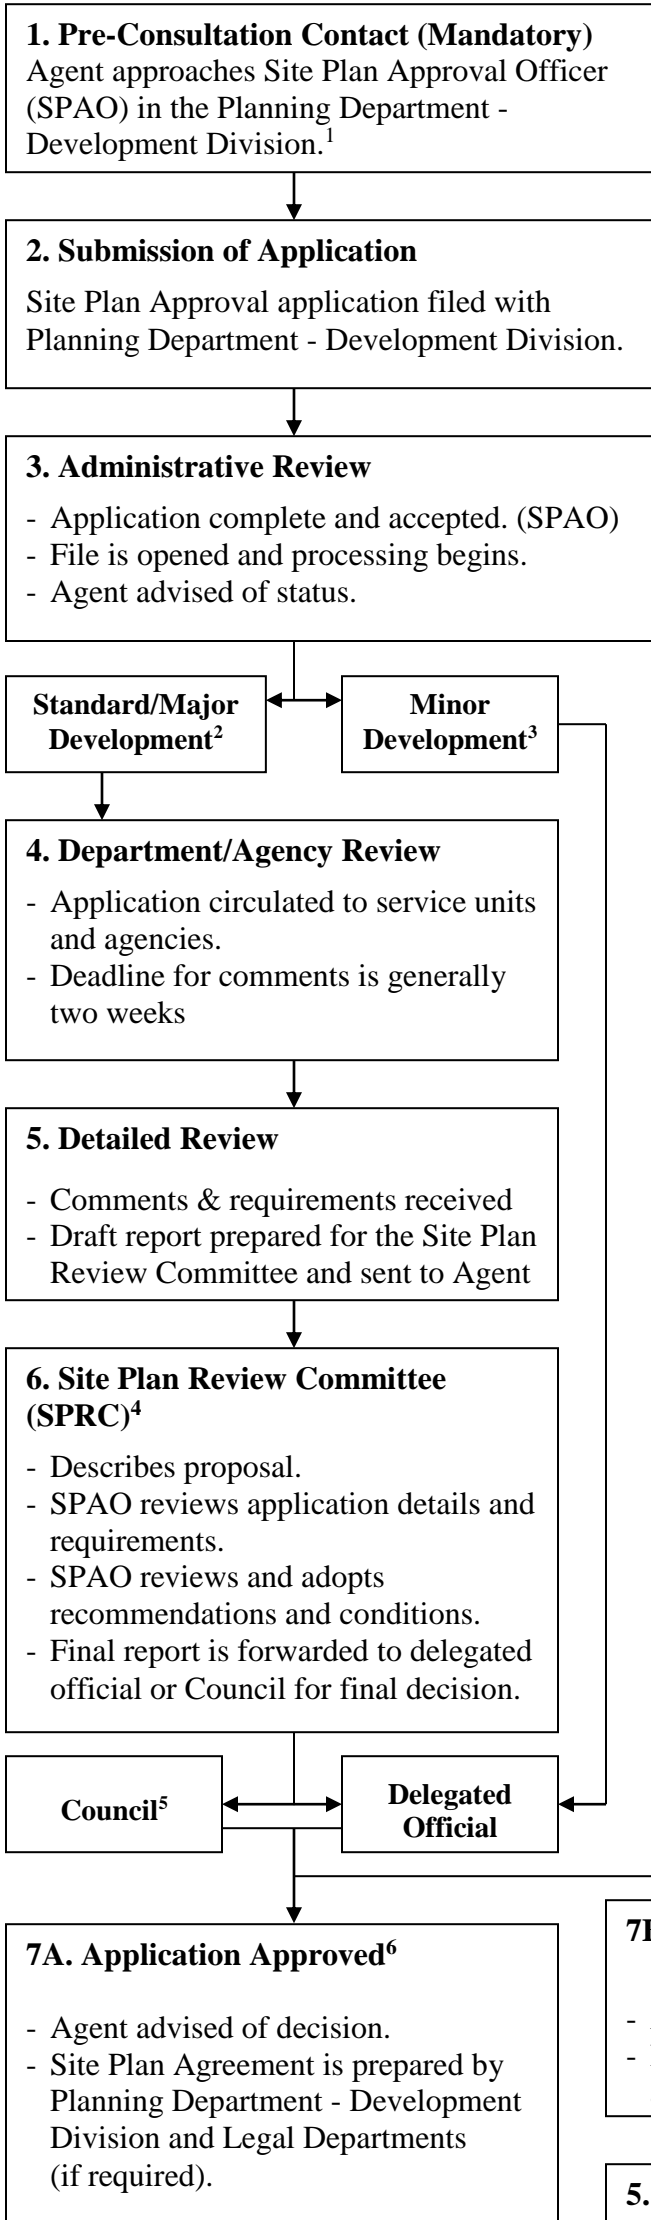 1. Pre-Consultation Contact (Mandatory)
Agent approaches Site Plan Approval Officer
(SPAO) in the Planning Department -
Development Division.1
2. Submission of Application
Site Plan Approval application filed with
Planning Department - Development Division.
3. Administrative Review
- Application complete and accepted. (SPAO)
- File is opened and processing begins.
- Agent advised of status.
Standard/Major
Development2
Minor
Development3
4. Department/Agency Review
- Application circulated to service units
and agencies.
- Deadline for comments is generally
two weeks
5. Detailed Review
- Comments & requirements received
- Draft report prepared for the Site Plan
Review Committee and sent to Agent
6. Site Plan Review Committee
(SPRC)4
- Describes proposal.
- SPAO reviews application details and
requirements.
- SPAO reviews and adopts
recommendations and conditions.
- Final report is forwarded to delegated
official or Council for final decision.
Council5
Delegated
Official
7A. Application Approved6
- Agent advised of decision.
- Site Plan Agreement is prepared by
Planning Department - Development
Division and Legal Departments
(if required).
-
-
5.